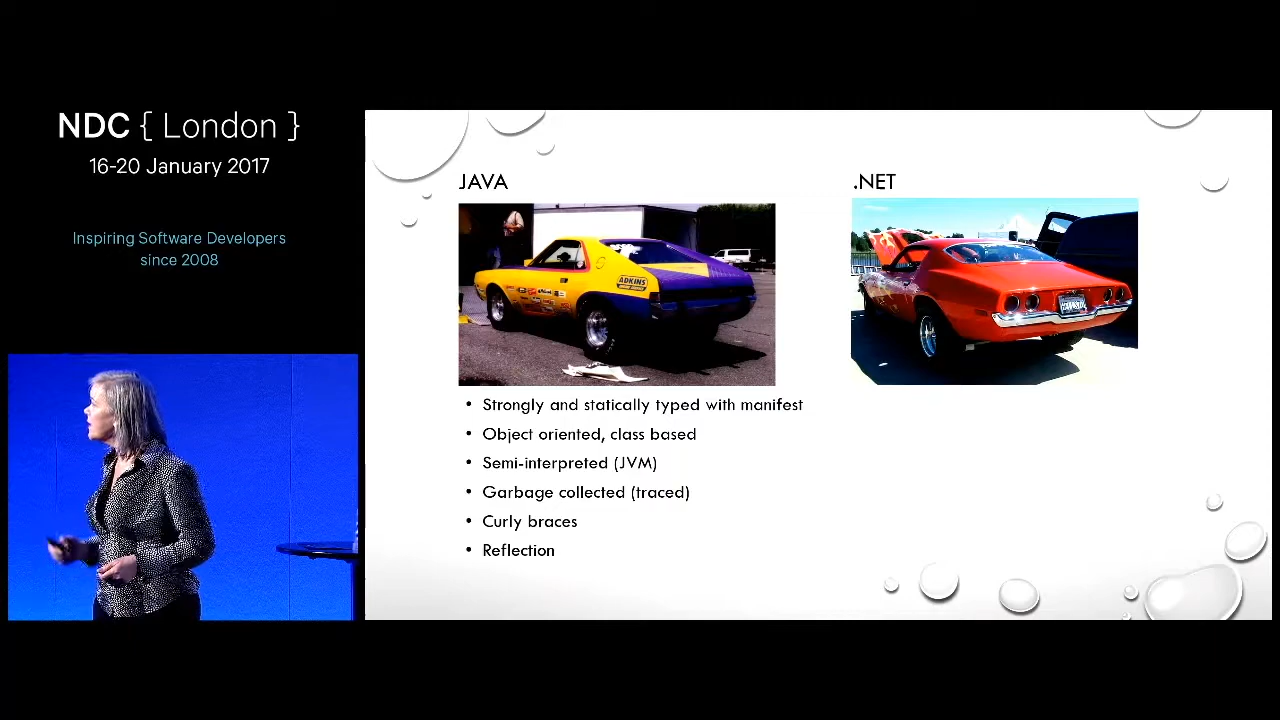 NDC { London }
16-20 January 2017
Inspiring Software Developers
since 2008
JAVA
.NET
ADKINS
• Strongly and statically typed with manifest
• Object oriented, class based
• Semi-interpreted (JVM)
• Garbage collected (traced)
• Curly braces
• Reflection